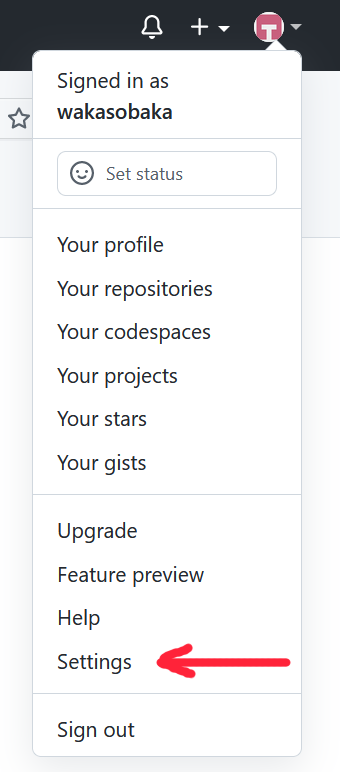 Signed in as
wakasobaka
Set status
Your profile
Your repositories
Your codespaces
Your projects
Your stars
Your gists
Upgrade
Feature preview
Help
Settings
Sign out